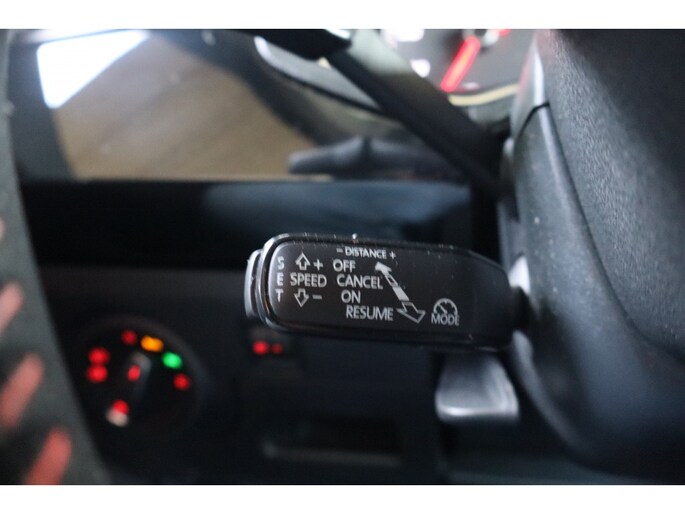 - DISTANCE +
S + OFF
E SPEED CANCEL
T - ON
RESUME
MODE